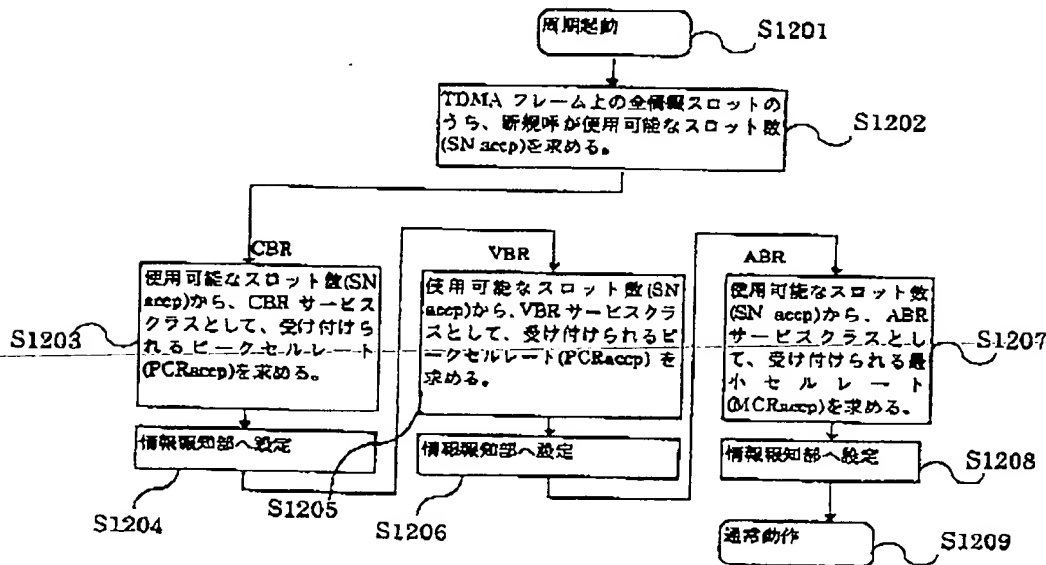 周期起動
S1201
TDMA フレーム上の全情報スロットの
うち、新規呼が使用可能なスロット数
(SN accp)を求める。
S1202
CBR
使用可能なスロット数(SN
accp)から、CBR サービス
クラスとして、受け付けら
れるピークセルレート
(PCRaccp)を求める。
S1203
情報報知部へ設定
S1204
VBR
使用可能なスロット数(SN
accp)から、VBR サービスクラ
スとして、受け付けられるピ
ークセルレート(PCRaccp) を
求める。
S1205
情報報知部へ設定
S1206
ABR
使用可能なスロット数
(SN accp)から、ABR
サービスクラスとし
て、受け付けられる最
小セルレート
(MCRaccp)を求める。
S1207
情報報知部へ設定
S1208
通常動作
S1209